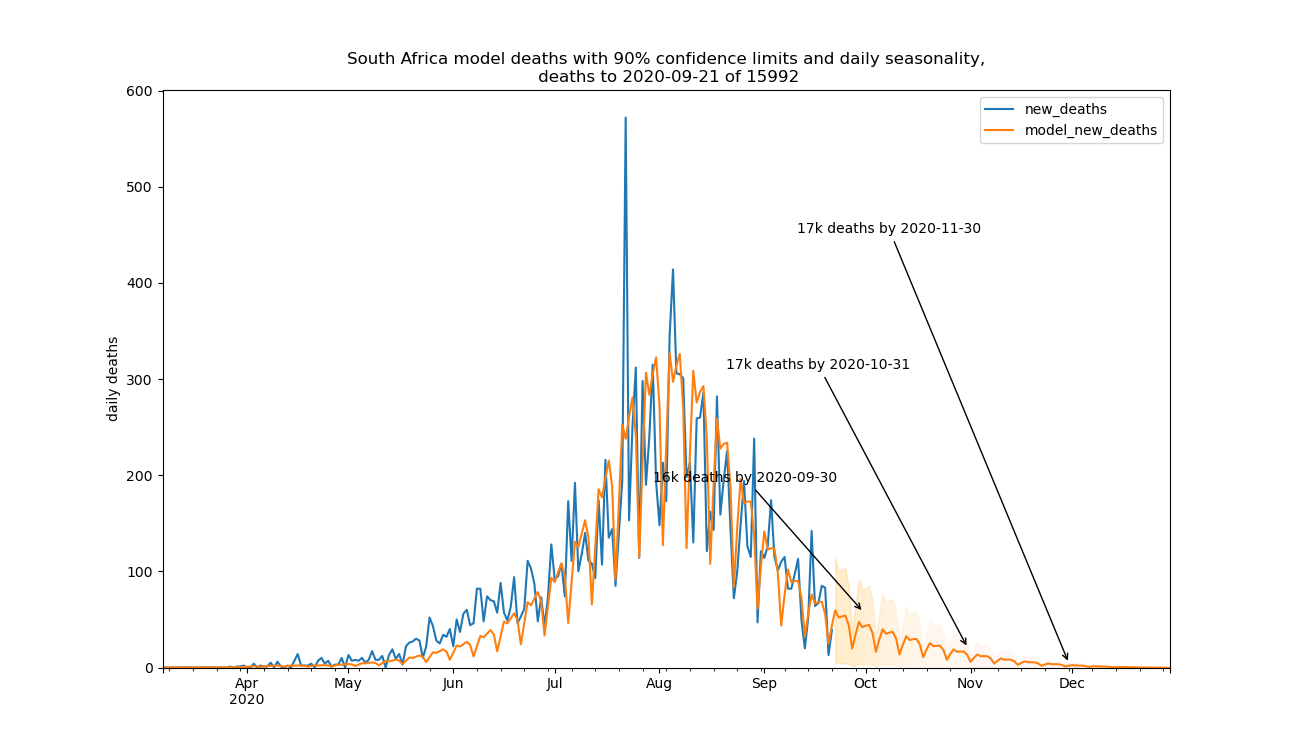 South Africa model deaths with 90% confidence limits and daily seasonality,
deaths to 2020-09-21 of 15992
600
new_deaths
model_new_deaths
500
17k deaths by 2020-11-30
400
daily deaths
300
17k deaths by 2020-10-31
200
16k deaths by 2020-09-30
100
0
Apr May Jun Jul Aug Sep Oct Nov Dec
2020